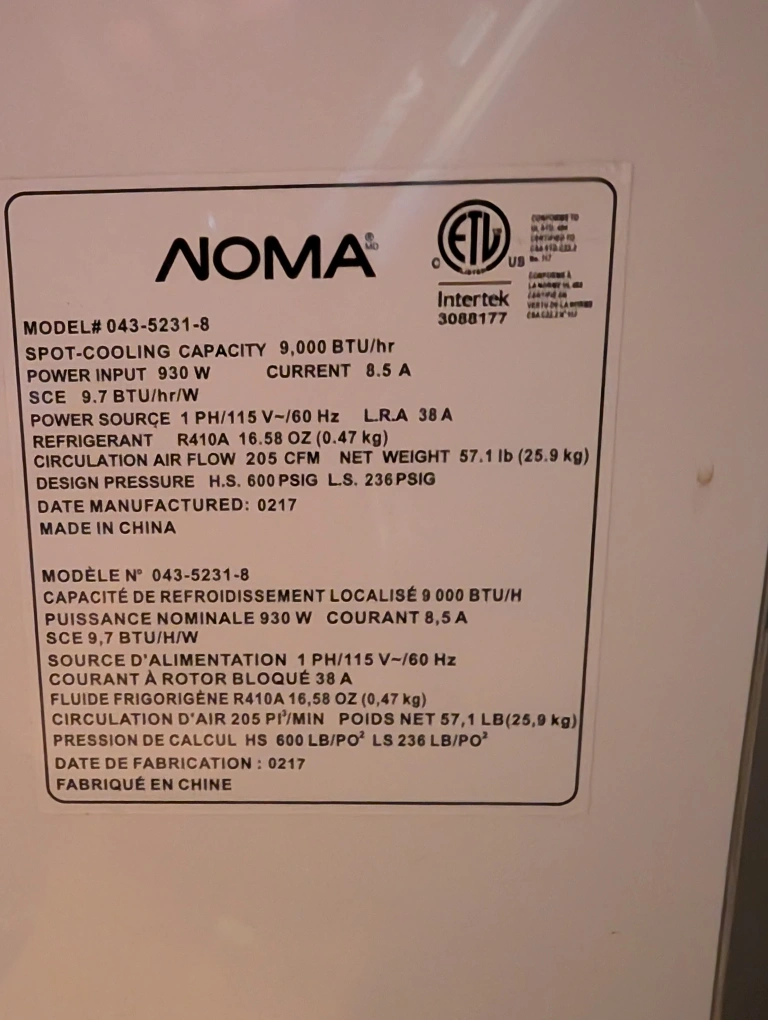 NOMA ® MD
ETL
C US
Intertek
3088177
MODEL# 043-5231-8
SPOT-COOLING CAPACITY 9,000 BTU/hr
POWER INPUT 930 W CURRENT 8.5 A
SCE 9.7 BTU/hr/W
POWER SOURCE 1 PH/115 V~/60 Hz L.R.A 38 A
REFRIGERANT R410A 16.58 OZ (0.47 kg)
CIRCULATION AIR FLOW 205 CFM NET WEIGHT 57.1 lb (25.9 kg)
DESIGN PRESSURE H.S. 600 PSIG L.S. 236 PSIG
DATE MANUFACTURED: 0217
MADE IN CHINA
MODÈLE N° 043-5231-8
CAPACITÉ DE REFROIDISSEMENT LOCALISÉ 9 000 BTU/H
PUISSANCE NOMINALE 930 W COURANT 8,5 A
SCE 9,7 BTU/H/W
SOURCE D'ALIMENTATION 1 PH/115 V~/60 Hz
COURANT À ROTOR BLOQUÉ 38 A
FLUIDE FRIGORIGÈNE R410A 16,58 OZ (0,47 kg)
CIRCULATION D'AIR 205 PI³/MIN POIDS NET 57,1 LB(25,9 kg)
PRESSION DE CALCUL HS 600 LB/PO² LS 236 LB/PO²
DATE DE FABRICATION : 0217
FABRIQUÉ EN CHINE